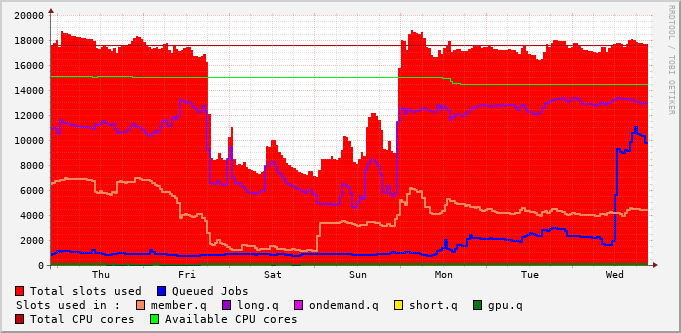 20000
18000
16000
14000
12000
10000
8000
6000
4000
2000
0
Thu Fri Sat Sun Mon Tue Wed
RRDTOOL / TOBI OETIKER
Total slots used Queued Jobs
Slots used in : member.q long.q ondemand.q short.q gpu.q
Total CPU cores Available CPU cores